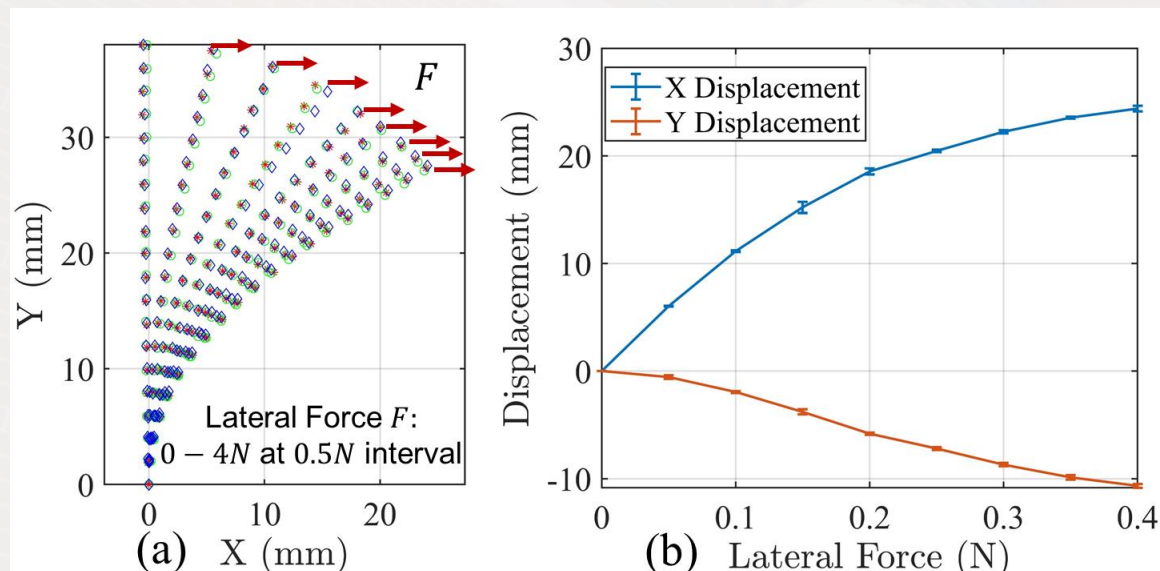 F
30
20
10
0
Y (mm)
0
10
20
X (mm)
Lateral Force F:
0 − 4N at 0.5N interval
(a)
30
20
10
0
-10
Displacement (mm)
X Displacement
Y Displacement
0
0.1
0.2
0.3
0.4
Lateral Force (N)
(b)